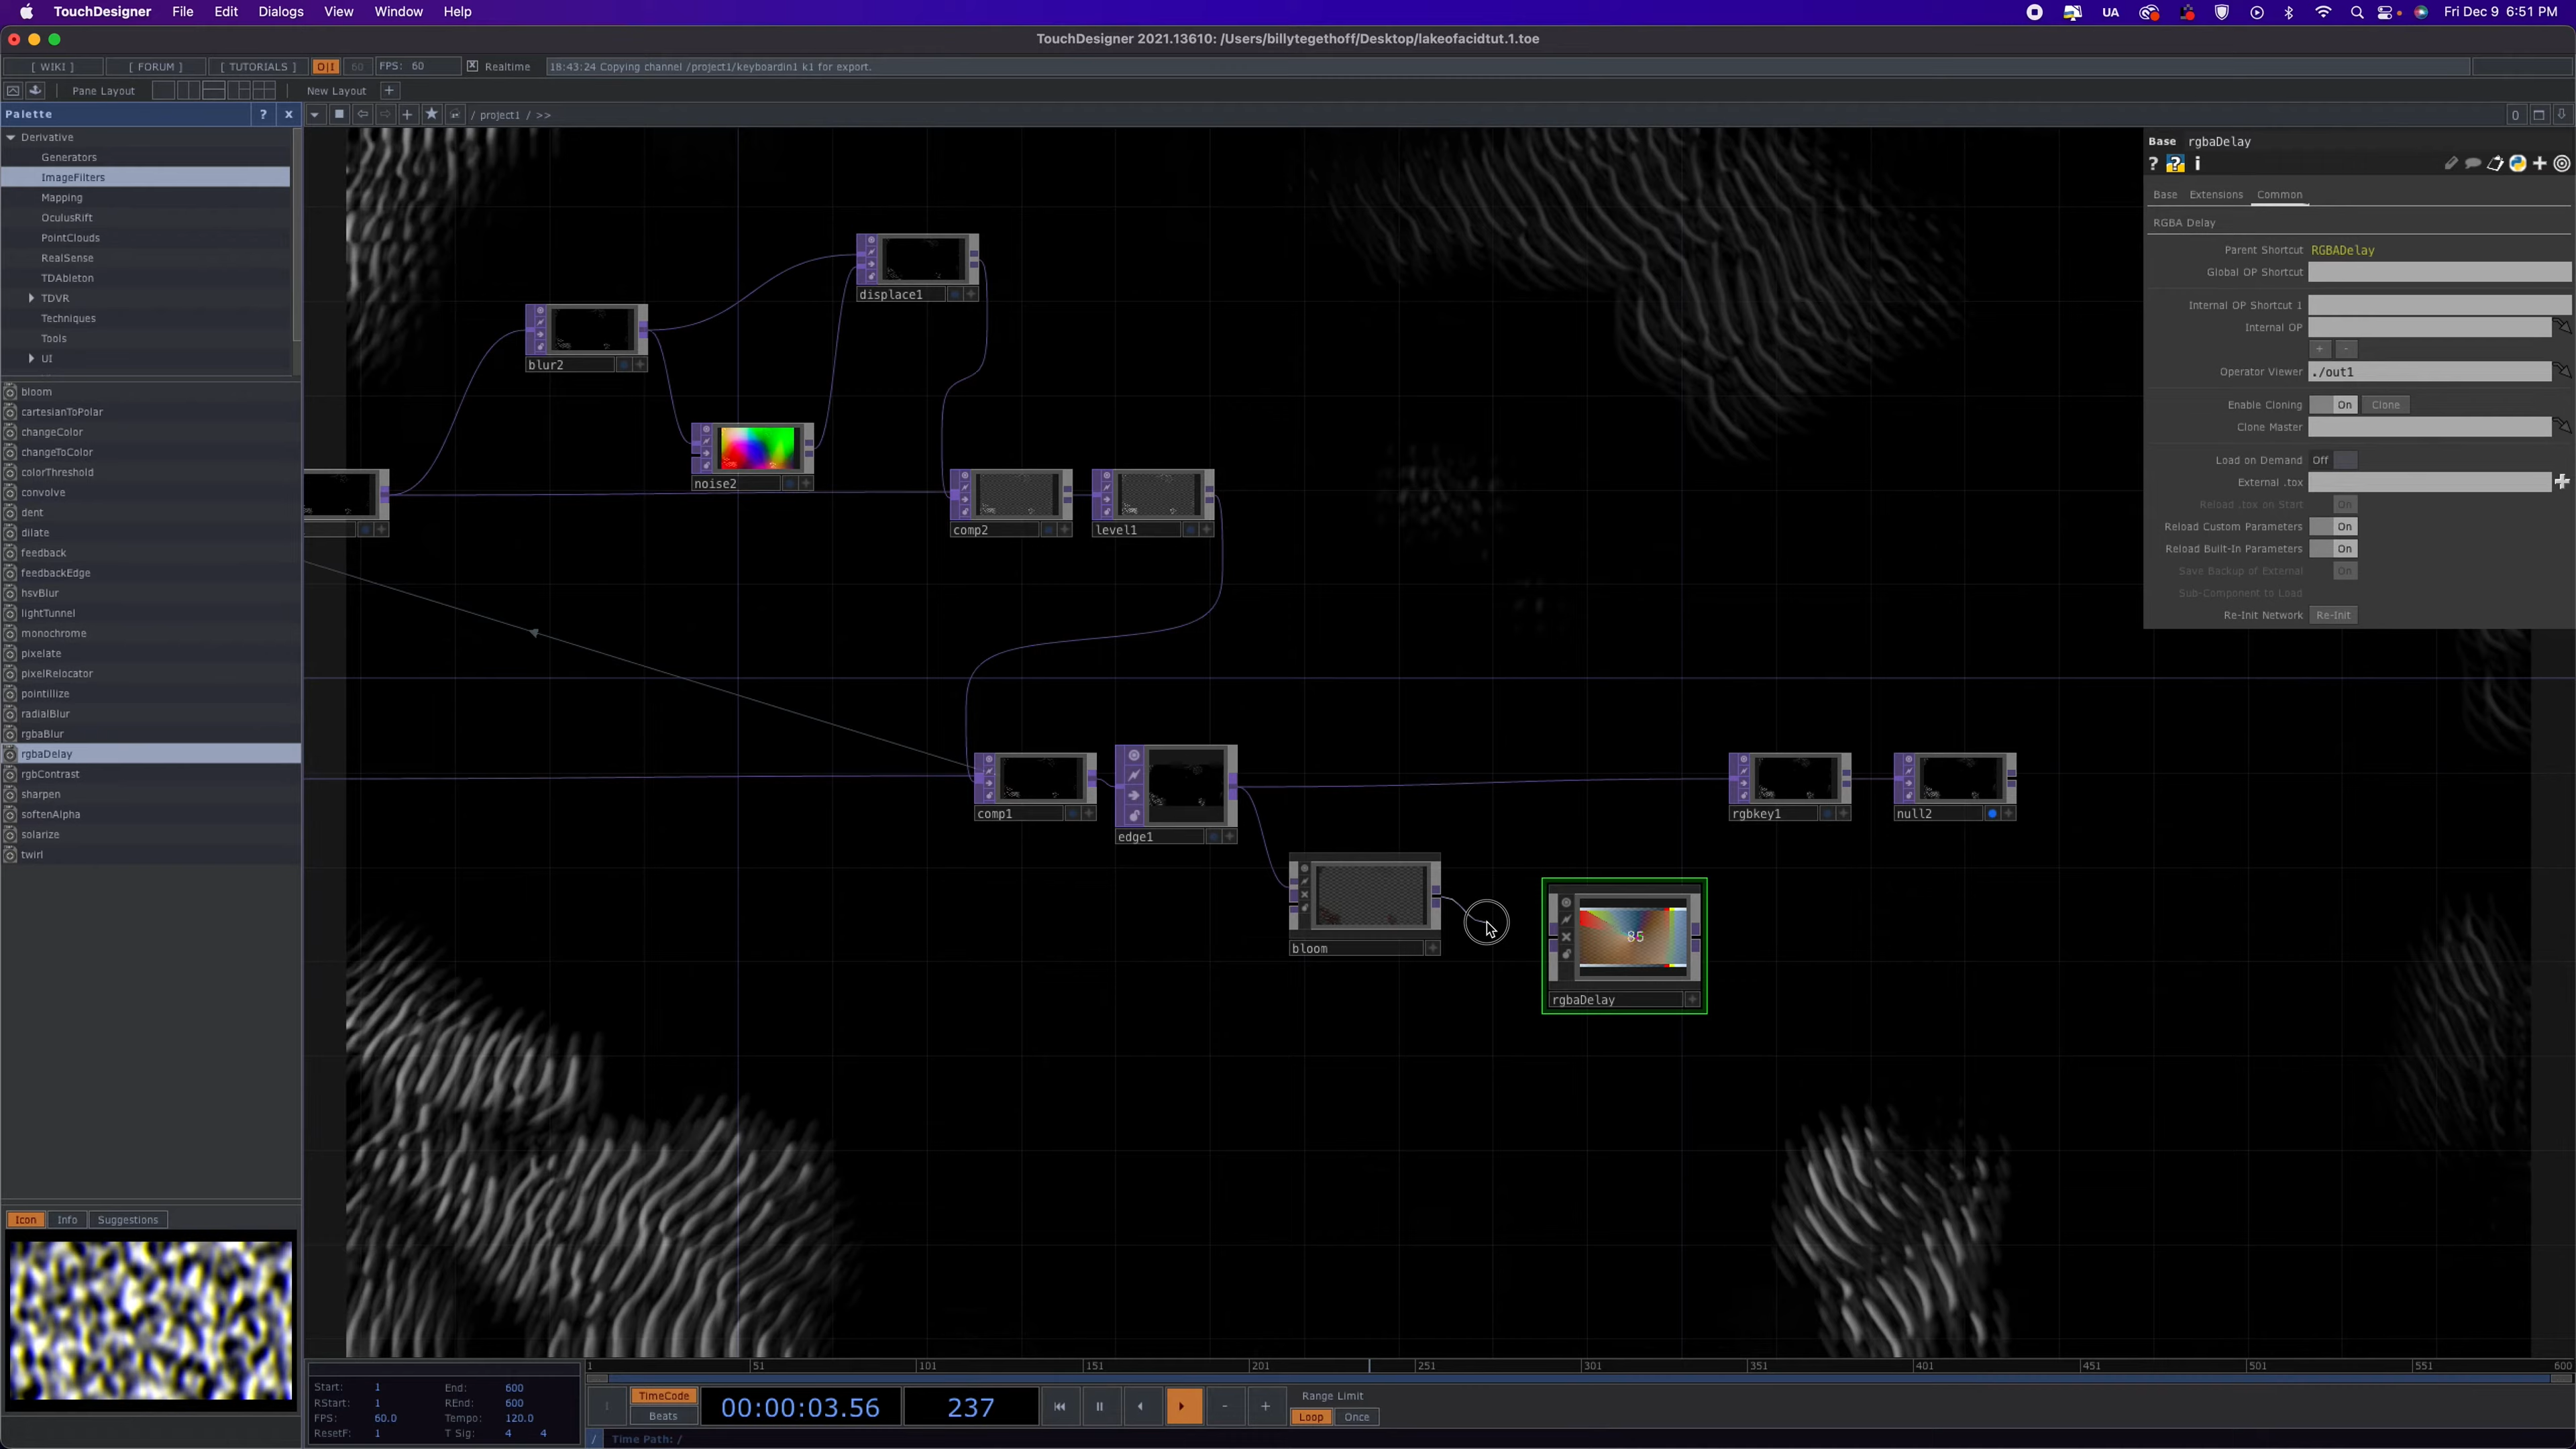 TouchDesigner File Edit Dialogs View Window Help UA Fri Dec 9 6:51 PM
TouchDesigner 2021.13610: /Users/billytegethoff/Desktop/lakeofacidtut.1.toe
[ WIKI ] [ FORUM ] [ TUTORIALS ] O|I 60 FPS: 60 Realtime 18:43:24 Copying channel /project1/keyboardin1 k1 for export.
Pane Layout New Layout +
Palette ? x / project1 / >> 0
Derivative
Generators
ImageFilters
Mapping
OculusRift
PointClouds
RealSense
TDAbleton
TDVR
Techniques
Tools
UI
bloom
cartesianToPolar
changeColor
changeToColor
colorThreshold
convolve
dent
dilate
feedback
feedbackEdge
hsvBlur
lightTunnel
monochrome
pixelate
pixelRelocator
pointillize
radialBlur
rgbaBlur
rgbaDelay
rgbContrast
sharpen
softenAlpha
solarize
twirl
Icon Info Suggestions
displace1
blur2
noise2
comp2
level1
comp1
edge1
rgbkey1
null2
bloom
85
rgbaDelay
Base rgbaDelay
? ? i
Base Extensions Common
RGBA Delay
Parent Shortcut RGBADelay
Global OP Shortcut
Internal OP Shortcut 1
Internal OP
+ -
Operator Viewer ./out1
Enable Cloning On Clone
Clone Master
Load on Demand Off
External .tox
Reload .tox on Start On
Reload Custom Parameters On
Reload Built-In Parameters On
Save Backup of External On
Sub-Component to Load
Re-Init Network Re-Init
1 51 101 151 201 251 301 351 401 451 501 551 600
Start: 1 End: 600
RStart: 1 REnd: 600
FPS: 60.0 Tempo: 120.0
ResetF: 1 T Sig: 4 4
TimeCode
Beats
00:00:03.56 237
- +
Range Limit
Loop Once
/ Time Path: /